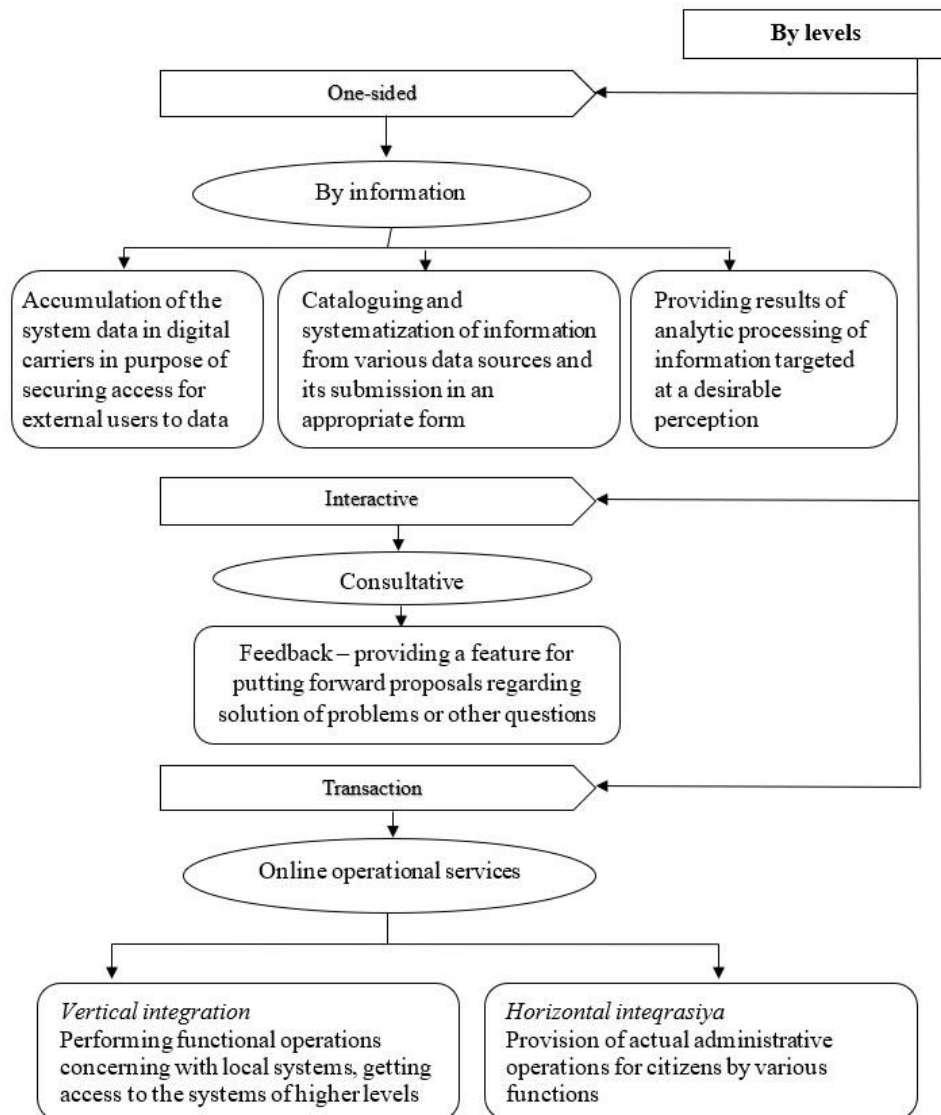 By levels
One-sided
By information
Accumulation of the
system data in digital
carriers in purpose of
securing access for
external users to data
Cataloguing and
systematization of information
from various data sources and
its submission in an
appropriate form
Providing results of
analytic processing of
information targeted
at a desirable
perception
Interactive
Consultative
Feedback – providing a feature for
putting forward proposals regarding
solution of problems or other questions
Transaction
Online operational services
Vertical integration
Performing functional operations
concerning with local systems, getting
access to the systems of higher levels
Horizontal inteqrasiya
Provision of actual administrative
operations for citizens by various
functions